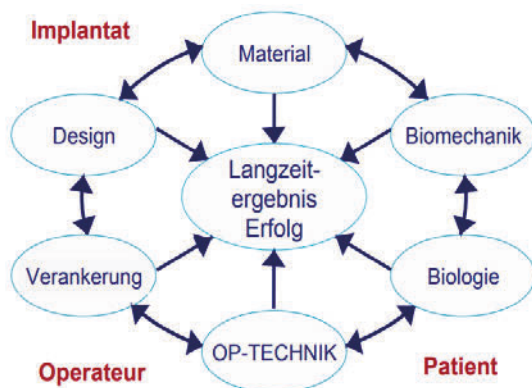 Implantat
Material
Design
Biomechanik
Langzeit-
ergebnis
Erfolg
Verankerung
Biologie
OP-TECHNIK
Operateur
Patient